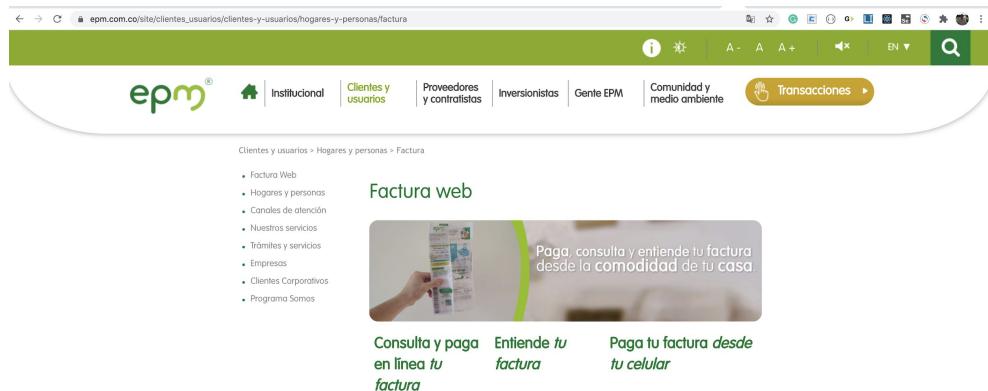 epm.com.co/site/clientes_usuarios/clientes-y-usuarios/hogares-y-personas/factura
A - A A + EN ▼
epm®
Institucional
Clientes y
usuarios
Proveedores
y contratistas
Inversionistas
Gente EPM
Comunidad y
medio ambiente
Transacciones
Clientes y usuarios > Hogares y personas > Factura
Factura Web
Hogares y personas
Canales de atención
Nuestros servicios
Trámites y servicios
Empresas
Clientes Corporativos
Programa Somos
Factura web
Paga, consulta y entiende tu factura
desde la comodidad de tu casa.
Consulta y paga
en línea tu
factura
Entiende tu
factura
Paga tu factura desde
tu celular